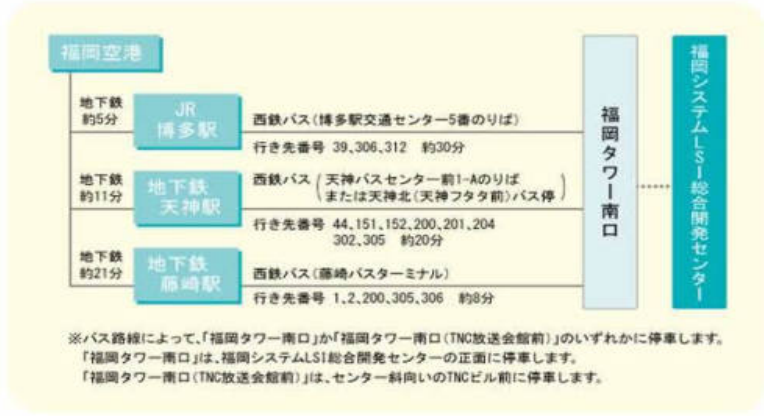 福岡空港
地下鉄
約5分
JR
博多駅
西鉄バス(博多駅交通センター5番のりば)
行き先番号 39、306、312 約30分
地下鉄
約11分
地下鉄
天神駅
西鉄バス(天神バスセンター前1-Aのりば
または天神北(天神フタタ前)バス停)
行き先番号 44、151、152、200、201、204
302、305 約20分
地下鉄
約21分
地下鉄
藤崎駅
西鉄バス(藤崎バスターミナル)
行き先番号 1、2、200、305、306 約8分
福岡タワー南口
福岡システムLSI総合開発センター
※バス路線によって、「福岡タワー南口」か「福岡タワー南口(TNC放送会館前)」のいずれかに停車します。
「福岡タワー南口」は、福岡システムLSI総合開発センターの正面に停車します。
「福岡タワー南口(TNC放送会館前)」は、センター斜向いのTNCビル前に停車します。